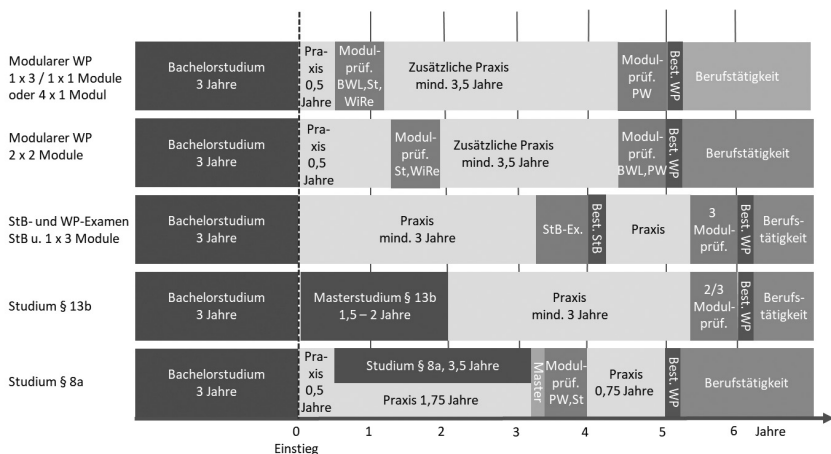 Modularer WP
1 x 3 / 1 x 1 Module
oder 4 x 1 Modul
Bachelorstudium
3 Jahre
Pra-
xis
0,5
Jahre
Modul-
prüf.
BWL,St,
WiRe
Zusätzliche Praxis
mind. 3,5 Jahre
Modul-
prüf.
PW
Best. WP
Berufstätigkeit
Modularer WP
2 x 2 Module
Bachelorstudium
3 Jahre
Pra-
xis
0,5
Jahre
Modul-
prüf.
St,WiRe
Zusätzliche Praxis
mind. 3,5 Jahre
Modul-
prüf.
BWL,PW
Best. WP
Berufstätigkeit
StB- und WP-Examen
StB u. 1 x 3 Module
Bachelorstudium
3 Jahre
Praxis
mind. 3 Jahre
StB-Ex.
Best. StB
Praxis
3
Modul-
prüf.
Best. WP
Berufs-
tätigkeit
Studium § 13b
Bachelorstudium
3 Jahre
Masterstudium § 13b
1,5 – 2 Jahre
Praxis
mind. 3 Jahre
2/3
Modul-
prüf.
Best. WP
Berufs-
tätigkeit
Studium § 8a
Bachelorstudium
3 Jahre
Pra-
xis
0,5
Jahre
Studium § 8a, 3,5 Jahre
Praxis 1,75 Jahre
Master
Modul-
prüf.
PW,St
Praxis
0,75 Jahre
Best. WP
Berufstätigkeit
0 1 2 3 4 5 6 Jahre
Einstieg